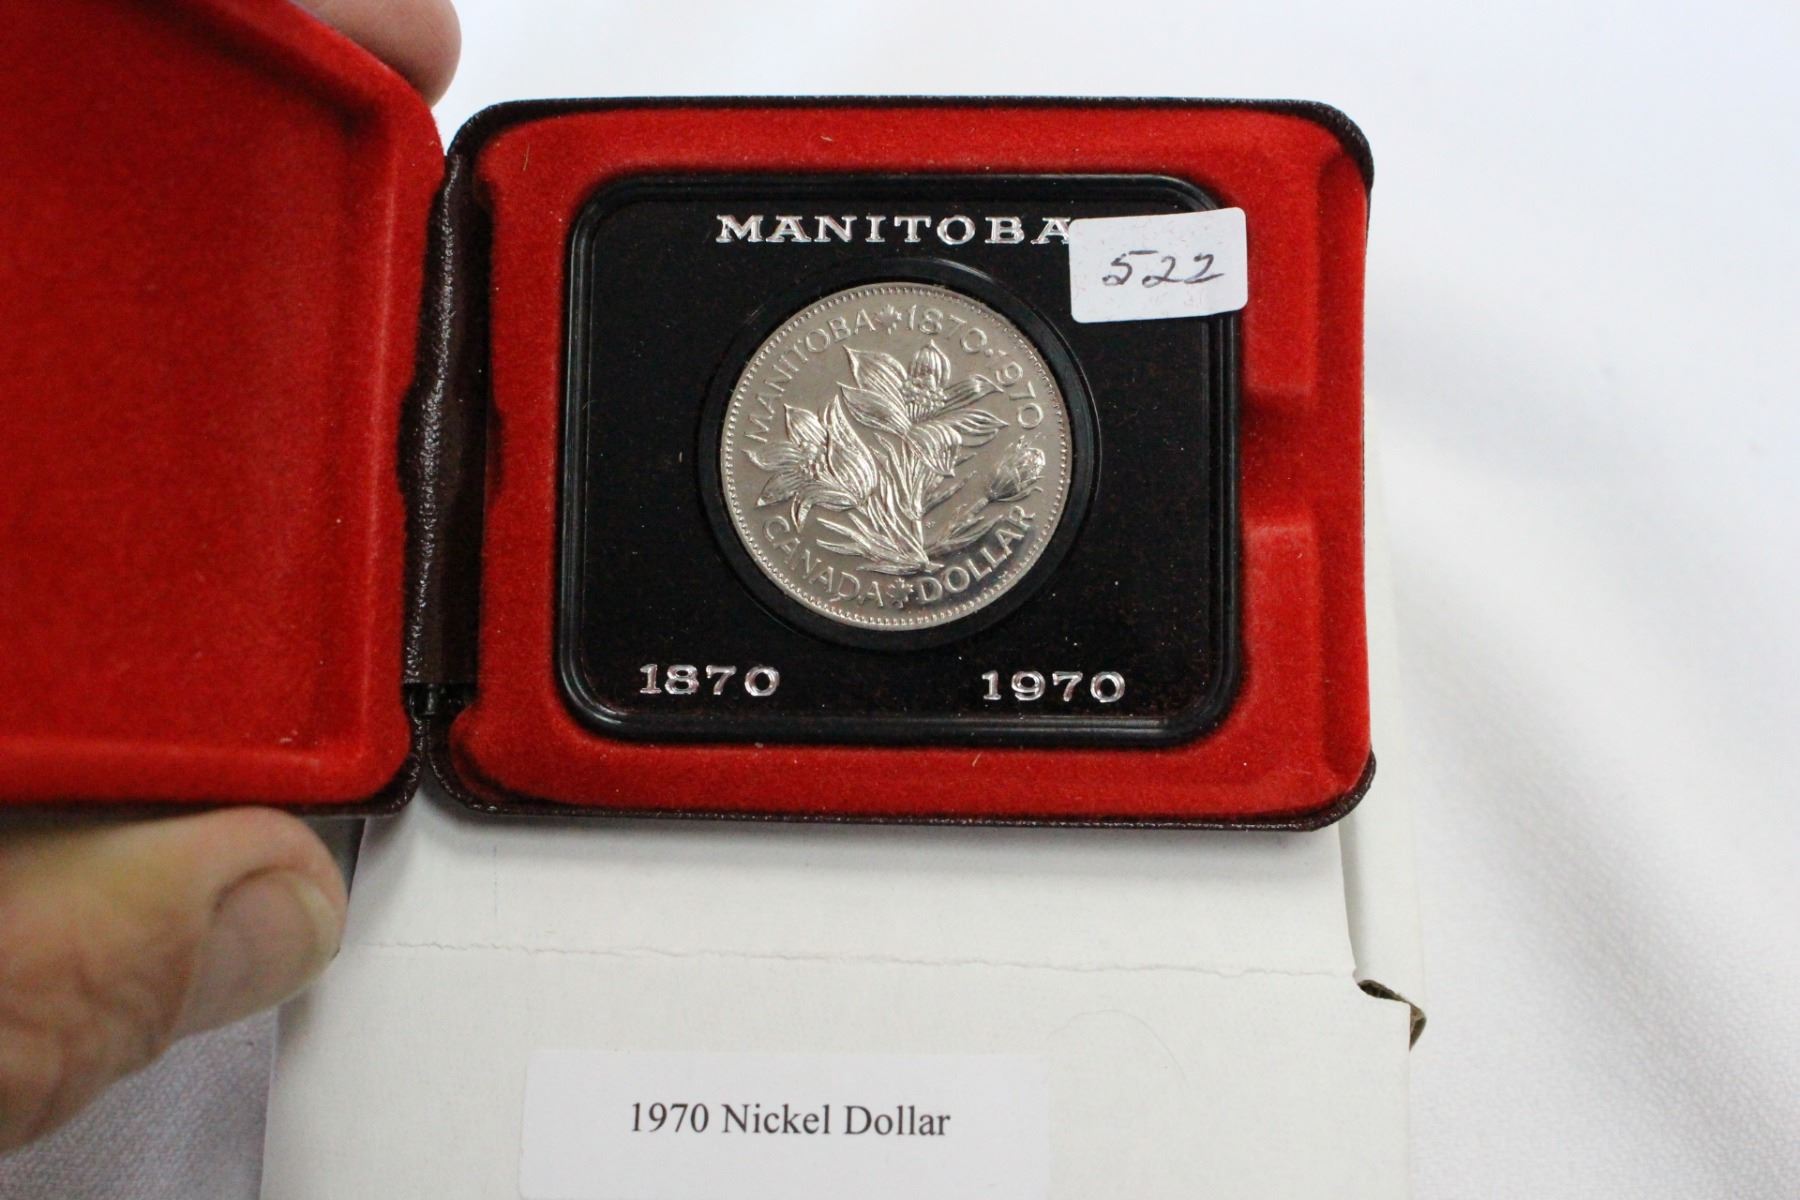 MANITOBA
522
MANITOBA 1870·1970
CANADA DOLLAR
1870 1970
1970 Nickel Dollar